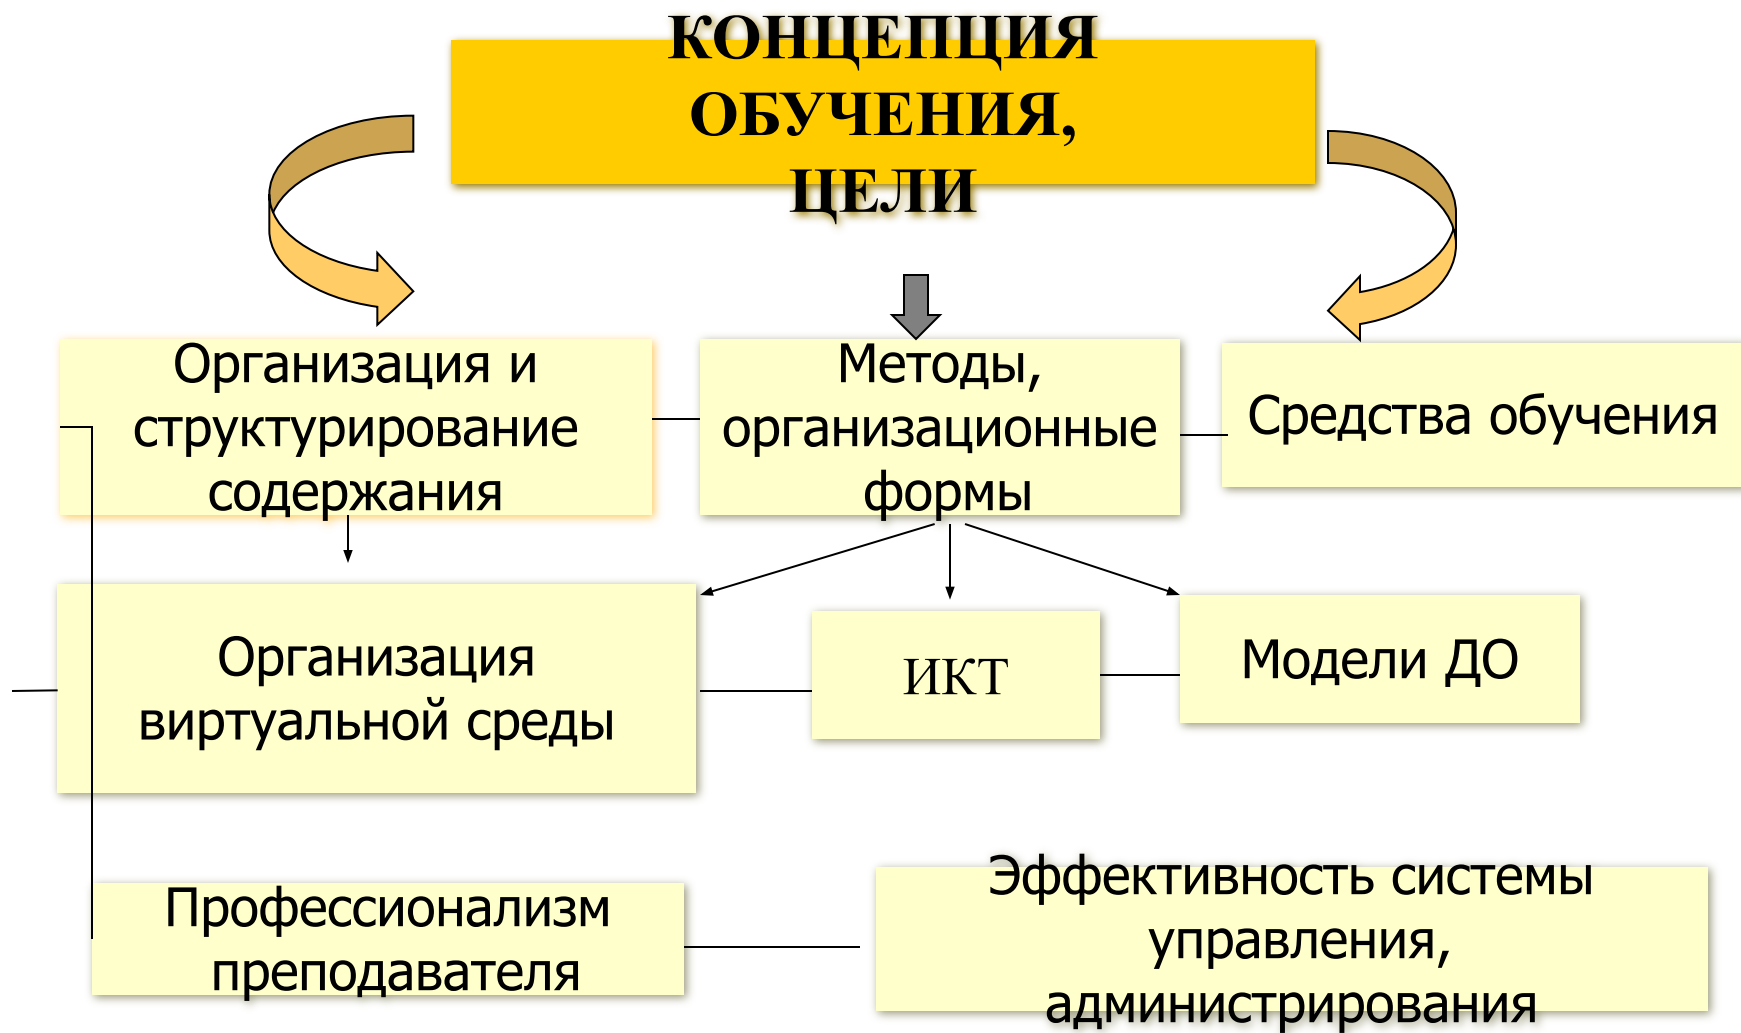 КОНЦЕПЦИЯ
ОБУЧЕНИЯ,
ЦЕЛИ
Организация и
структурирование
содержания
Методы,
организационные
формы
Средства обучения
Организация
виртуальной среды
ИКТ
Модели ДО
Профессионализм
преподавателя
Эффективность системы
управления,
администрирования